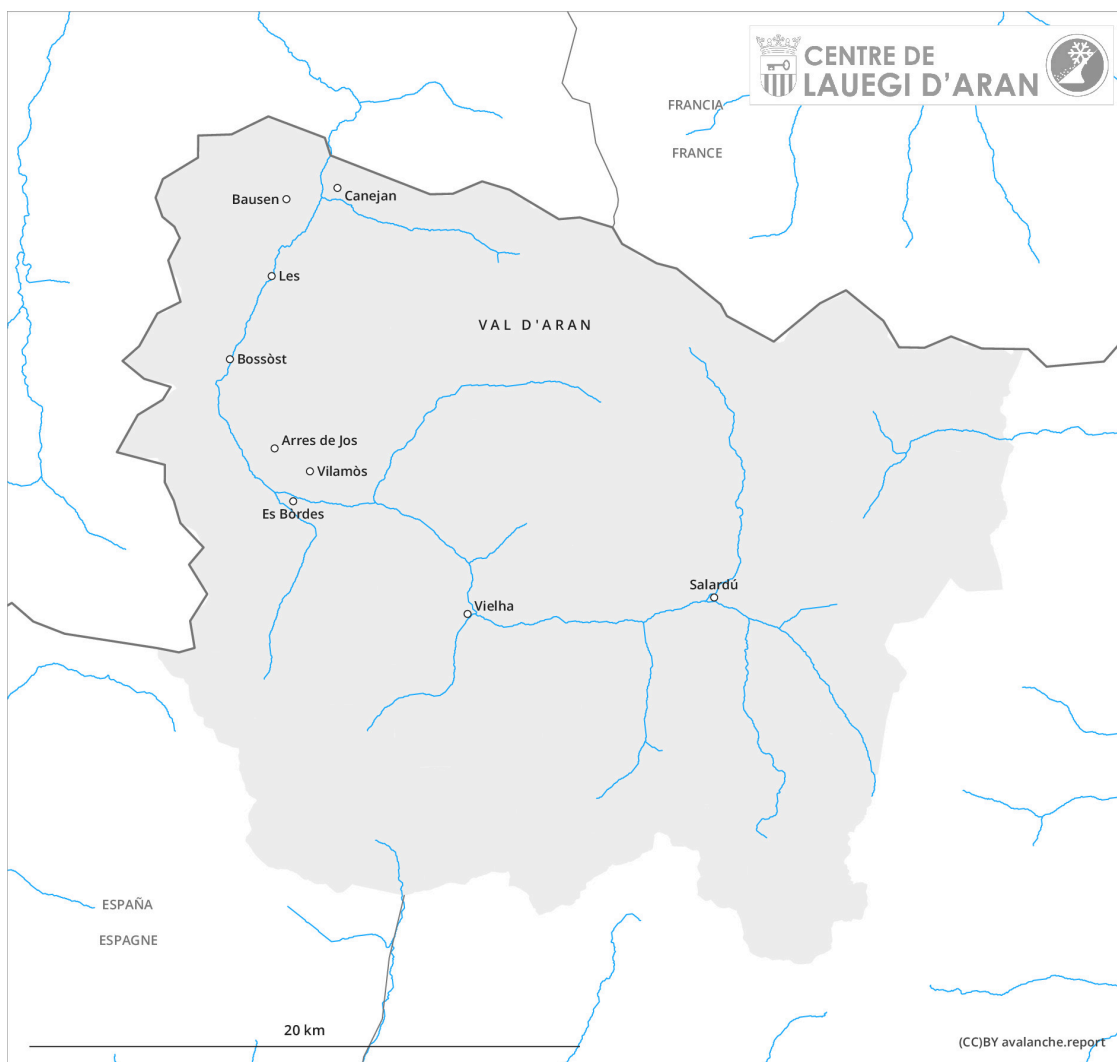 CENTRE DE
LAUEGI D'ARAN
FRANCIA
FRANCE
Bausen
Canejan
Les
VAL D'ARAN
Bossòst
Arres de Jos
Vilamòs
Es Bòrdes
Salardú
Vielha
ESPAÑA
ESPAGNE
20 km
(CC)BY avalanche.report